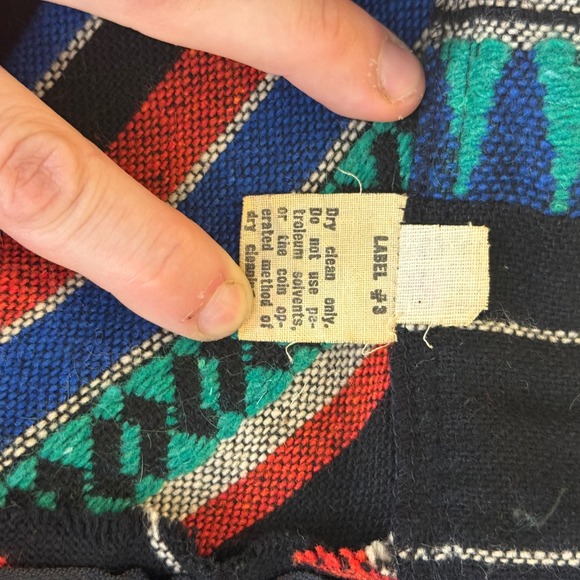 LABEL #3
Dry clean only.
Do not use pe-
troleum solvents,
or the coin op-
erated method of
dry cleaning.